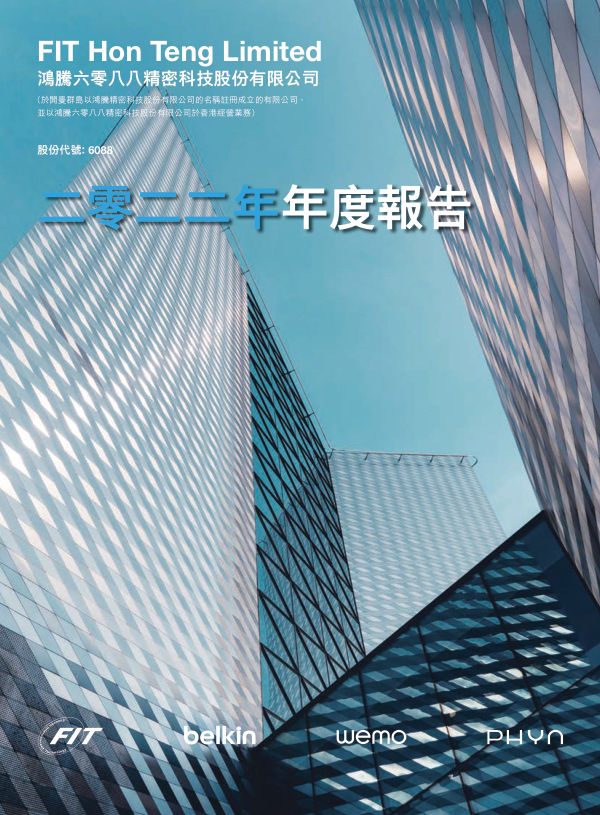 FIT Hon Teng Limited
鴻騰六零八八精密科技股份有限公司
(於開曼群島以鴻騰精密科技股份有限公司的名稱註冊成立的有限公司，
並以鴻騰六零八八精密科技股份有限公司於香港經營業務)
股份代號: 6088
二零二二年年度報告
FIT
belkin
wemo
PHYN